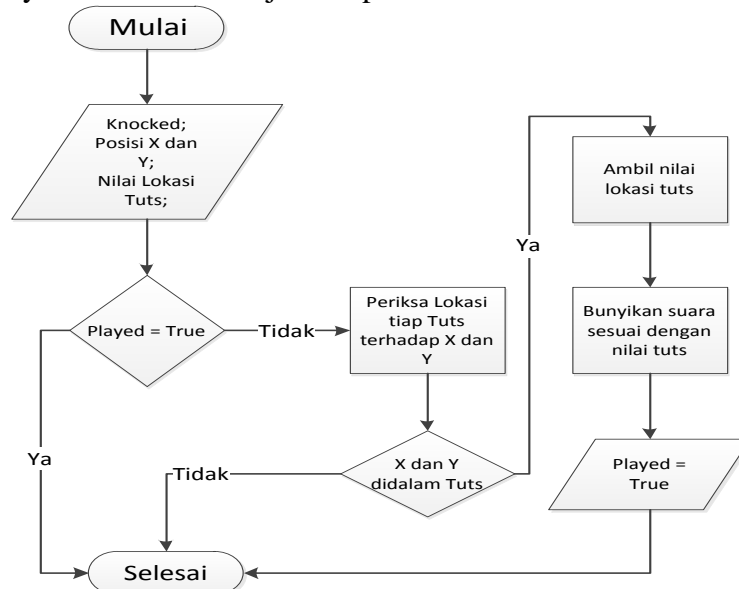 Mulai
Knocked;
Posisi X dan
Y;
Nilai Lokasi
Tuts;
Played = True
Tidak
Ya
Periksa Lokasi
tiap Tuts
terhadap X dan
Y
X dan Y
didalam Tuts
Tidak
Ya
Ambil nilai
lokasi tuts
Bunyikan suara
sesuai dengan
nilai tuts
Played =
True
Selesai